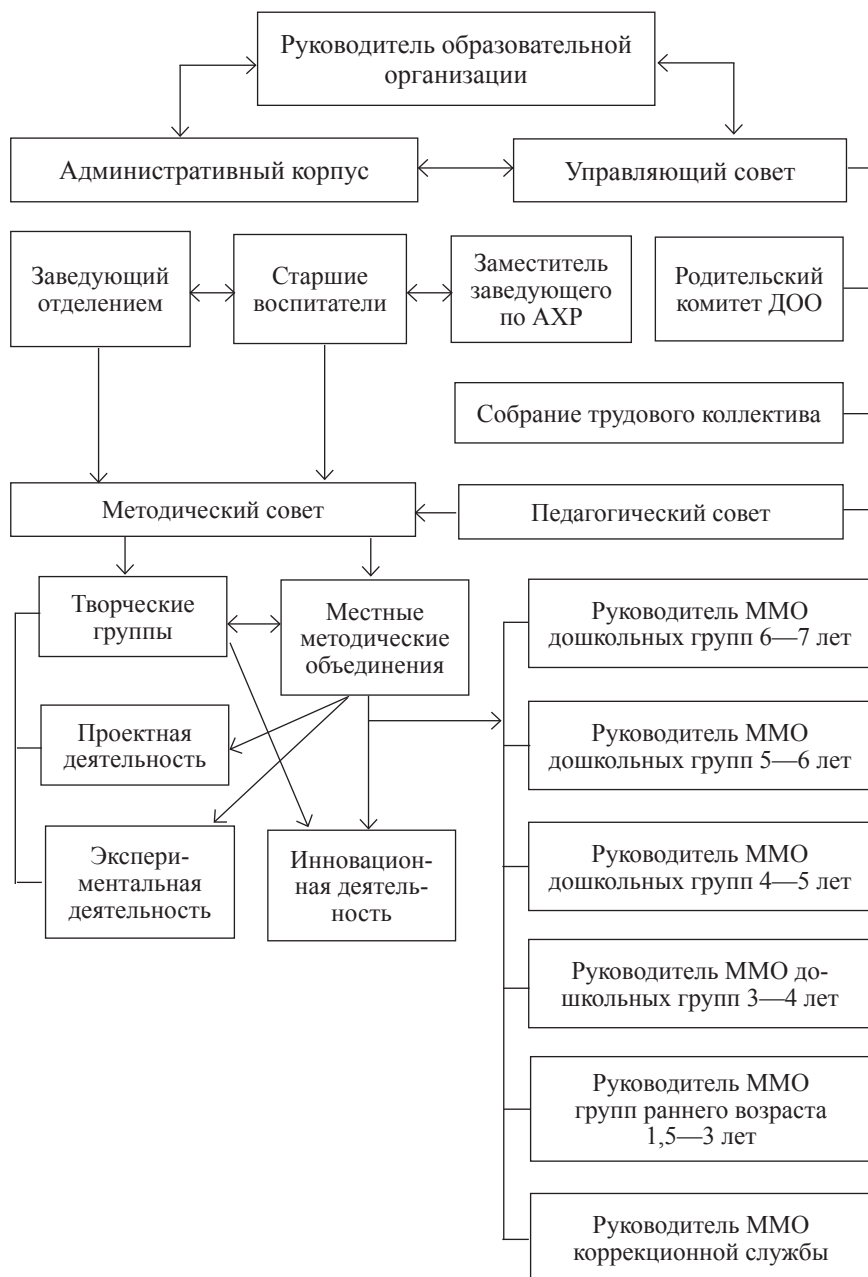 Руководитель образовательной
организации
Административный корпус
Управляющий совет
Заведующий
отделением
Старшие
воспитатели
Заместитель
заведующего
по АХР
Родительский
комитет ДОО
Собрание трудового коллектива
Методический совет
Педагогический совет
Творческие
группы
Местные
методические
объединения
Проектная
деятельность
Экспери-
ментальная
деятельность
Инновацион-
ная деятель-
ность
Руководитель ММО
дошкольных групп 6—7 лет
Руководитель ММО
дошкольных групп 5—6 лет
Руководитель ММО
дошкольных групп 4—5 лет
Руководитель ММО до-
школьных групп 3—4 лет
Руководитель ММО
групп раннего возраста
1,5—3 лет
Руководитель ММО
коррекционной службы